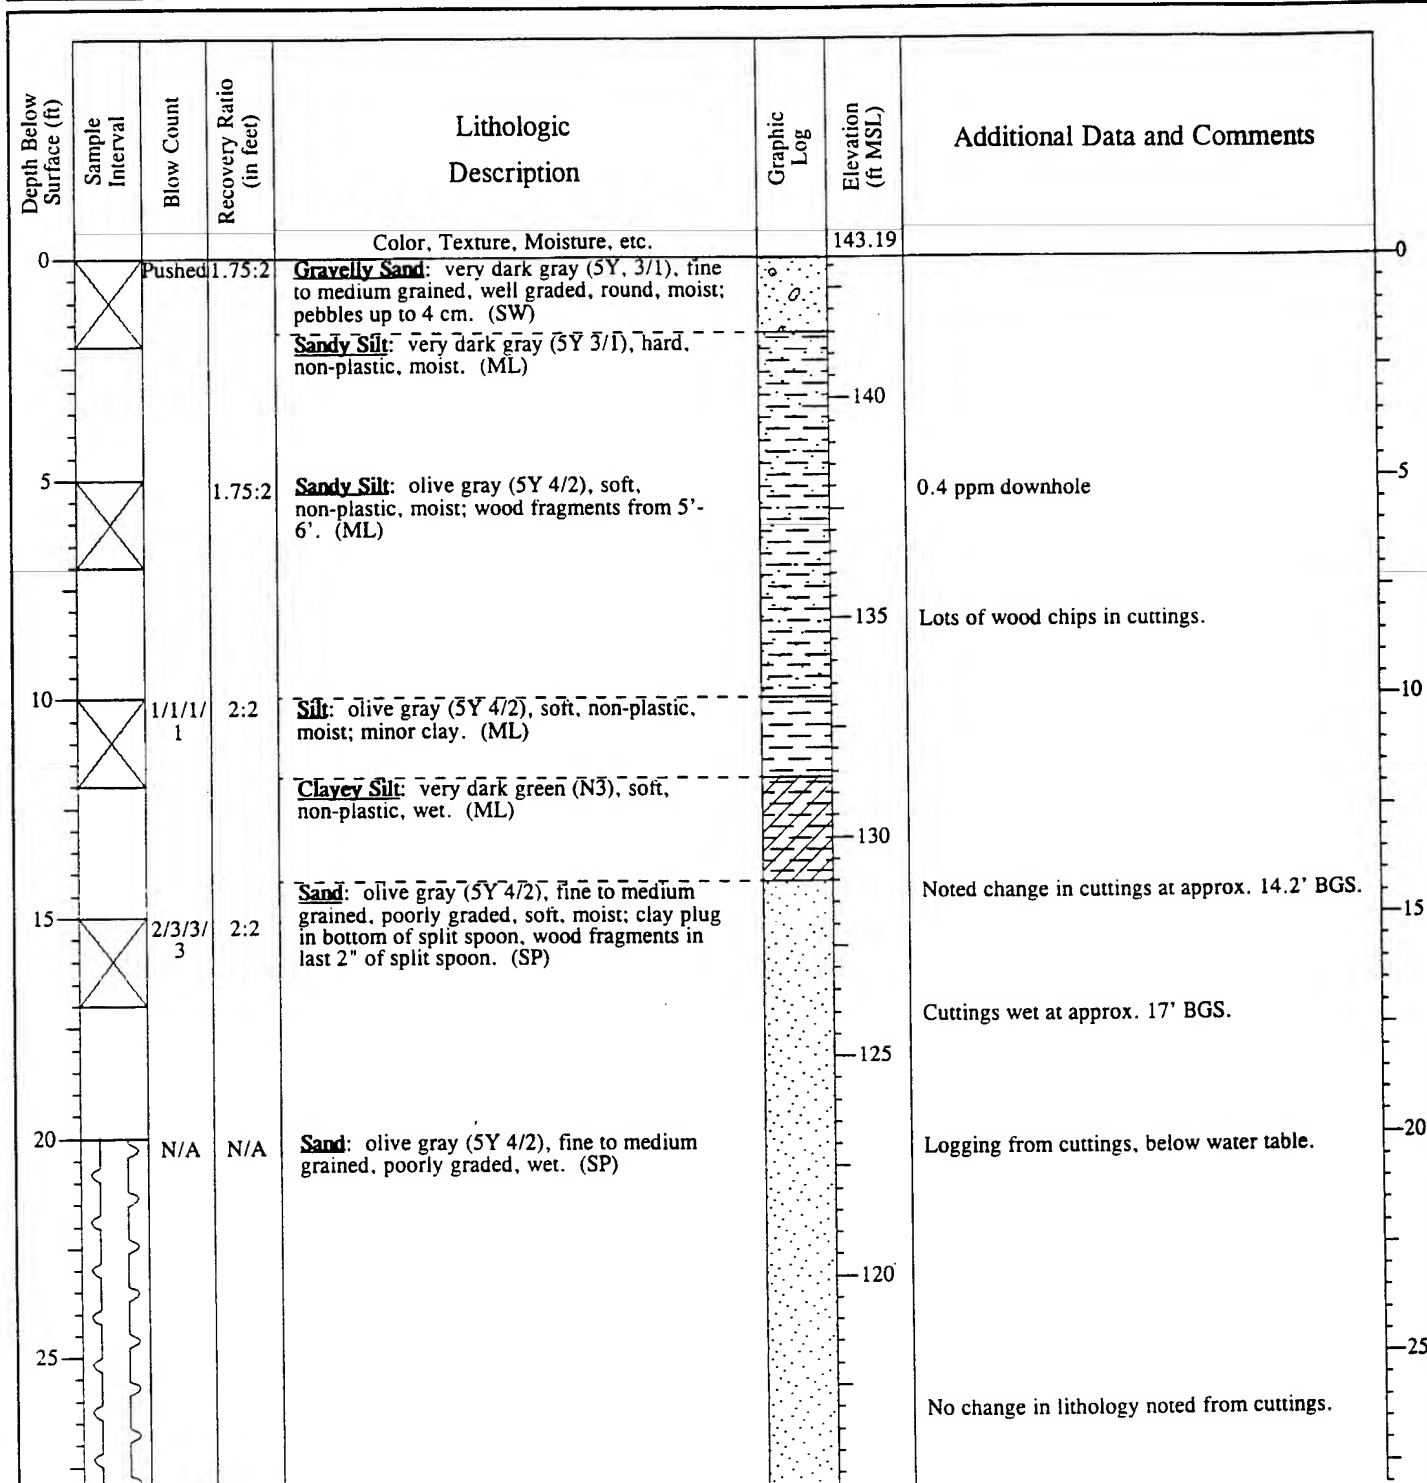 Depth Below
Surface (ft)
Sample
Interval
Blow Count
Recovery Ratio
(in feet)
Lithologic
Description
Graphic
Log
Elevation
(ft MSL)
Additional Data and Comments
Color, Texture, Moisture, etc.
143.19
0
0
Pushed
1.75:2
Gravelly Sand: very dark gray (5Y, 3/1), fine
to medium grained, well graded, round, moist;
pebbles up to 4 cm. (SW)
Sandy Silt: very dark gray (5Y 3/1), hard,
non-plastic, moist. (ML)
140
5
1.75:2
Sandy Silt: olive gray (5Y 4/2), soft,
non-plastic, moist; wood fragments from 5'-
6'. (ML)
0.4 ppm downhole
5
135
Lots of wood chips in cuttings.
10
1/1/1/
1
2:2
Silt: olive gray (5Y 4/2), soft, non-plastic,
moist; minor clay. (ML)
10
Clayey Silt: very dark green (N3), soft,
non-plastic, wet. (ML)
130
Sand: olive gray (5Y 4/2), fine to medium
grained, poorly graded, soft, moist; clay plug
in bottom of split spoon, wood fragments in
last 2" of split spoon. (SP)
Noted change in cuttings at approx. 14.2' BGS.
15
2/3/3/
3
2:2
15
Cuttings wet at approx. 17' BGS.
125
20
N/A
N/A
Sand: olive gray (5Y 4/2), fine to medium
grained, poorly graded, wet. (SP)
Logging from cuttings, below water table.
20
120
25
25
No change in lithology noted from cuttings.